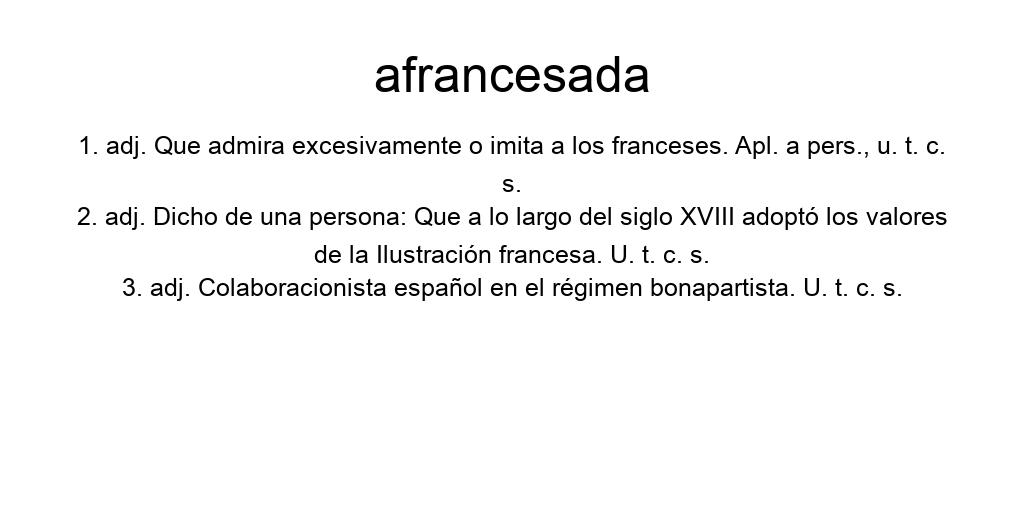 afrancesada
1. adj. Que admira excesivamente o imita a los franceses. Apl. a pers., u. t. c.
s.
2. adj. Dicho de una persona: Que a lo largo del siglo XVIII adoptó los valores
de la Ilustración francesa. U. t. c. s.
3. adj. Colaboracionista español en el régimen bonapartista. U. t. c. s.